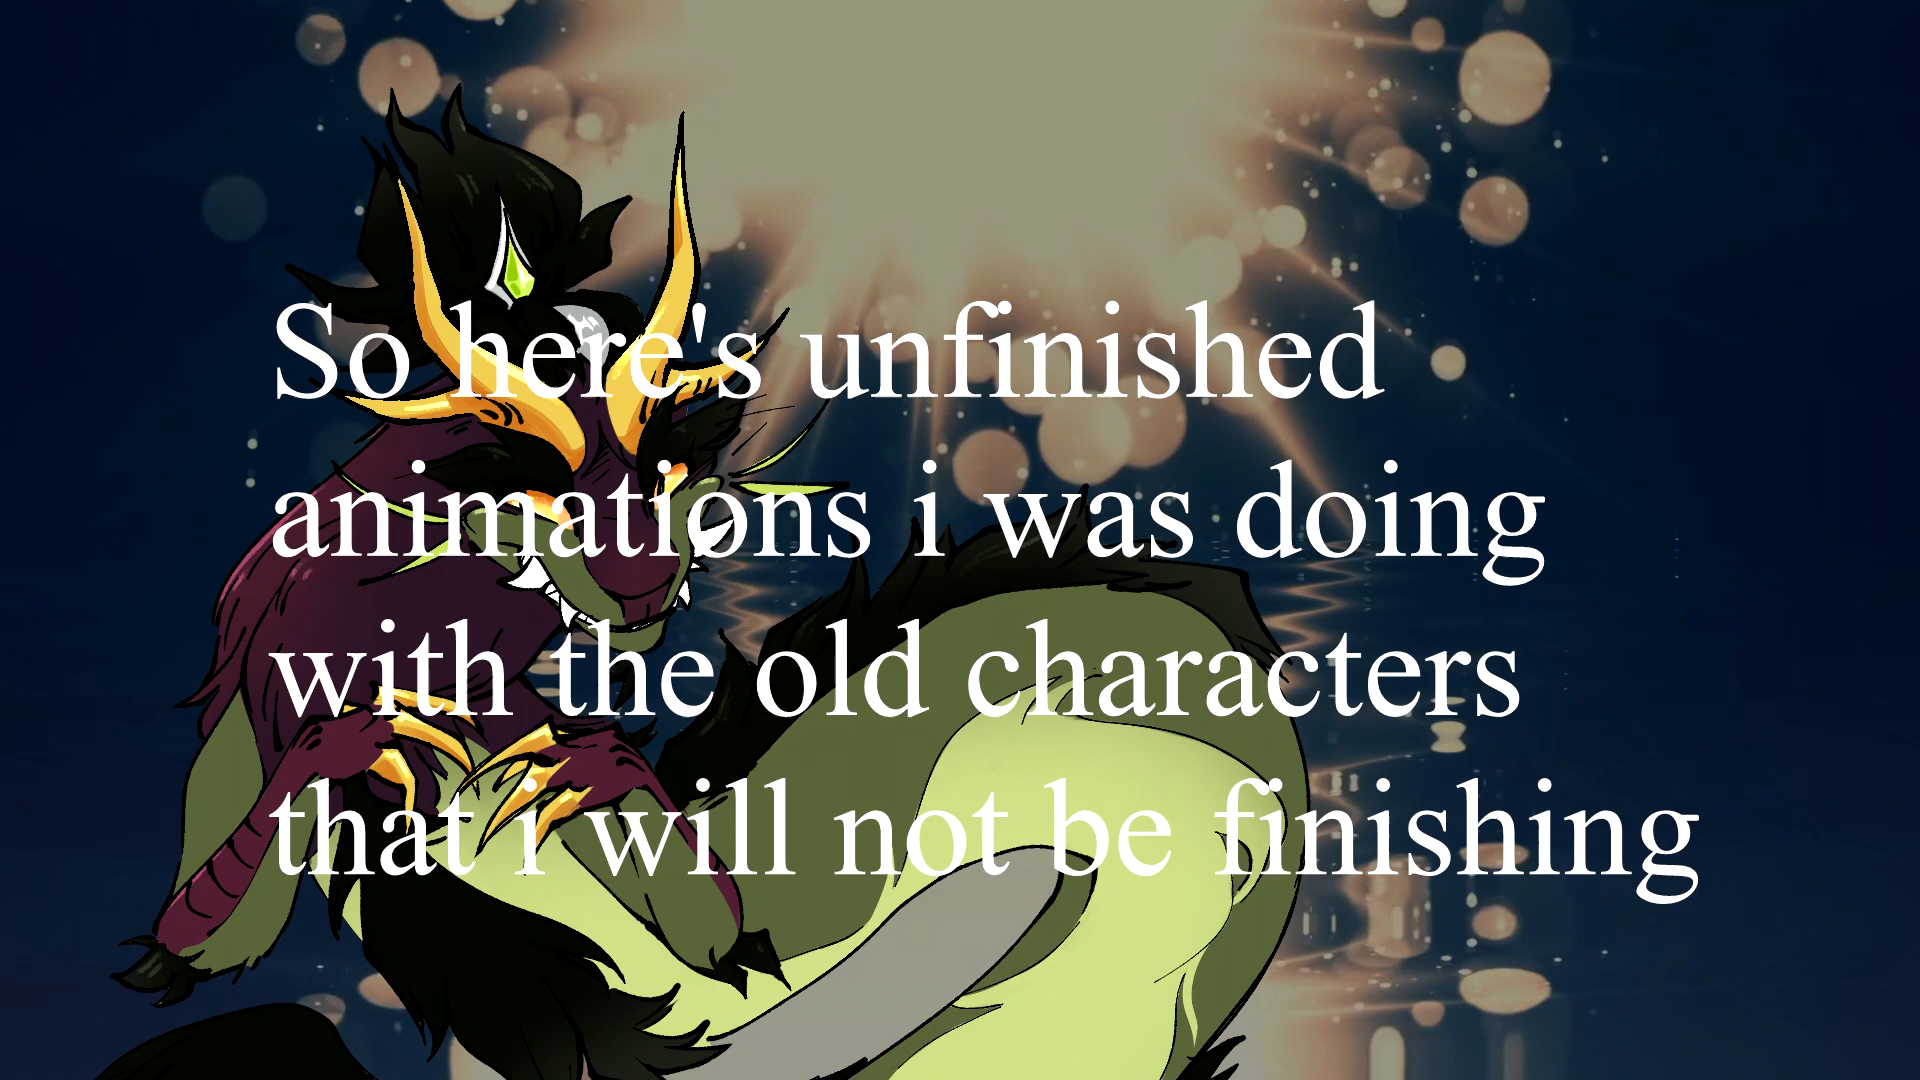 So here's unfinished
animations i was doing
with the old characters
that i will not be finishing